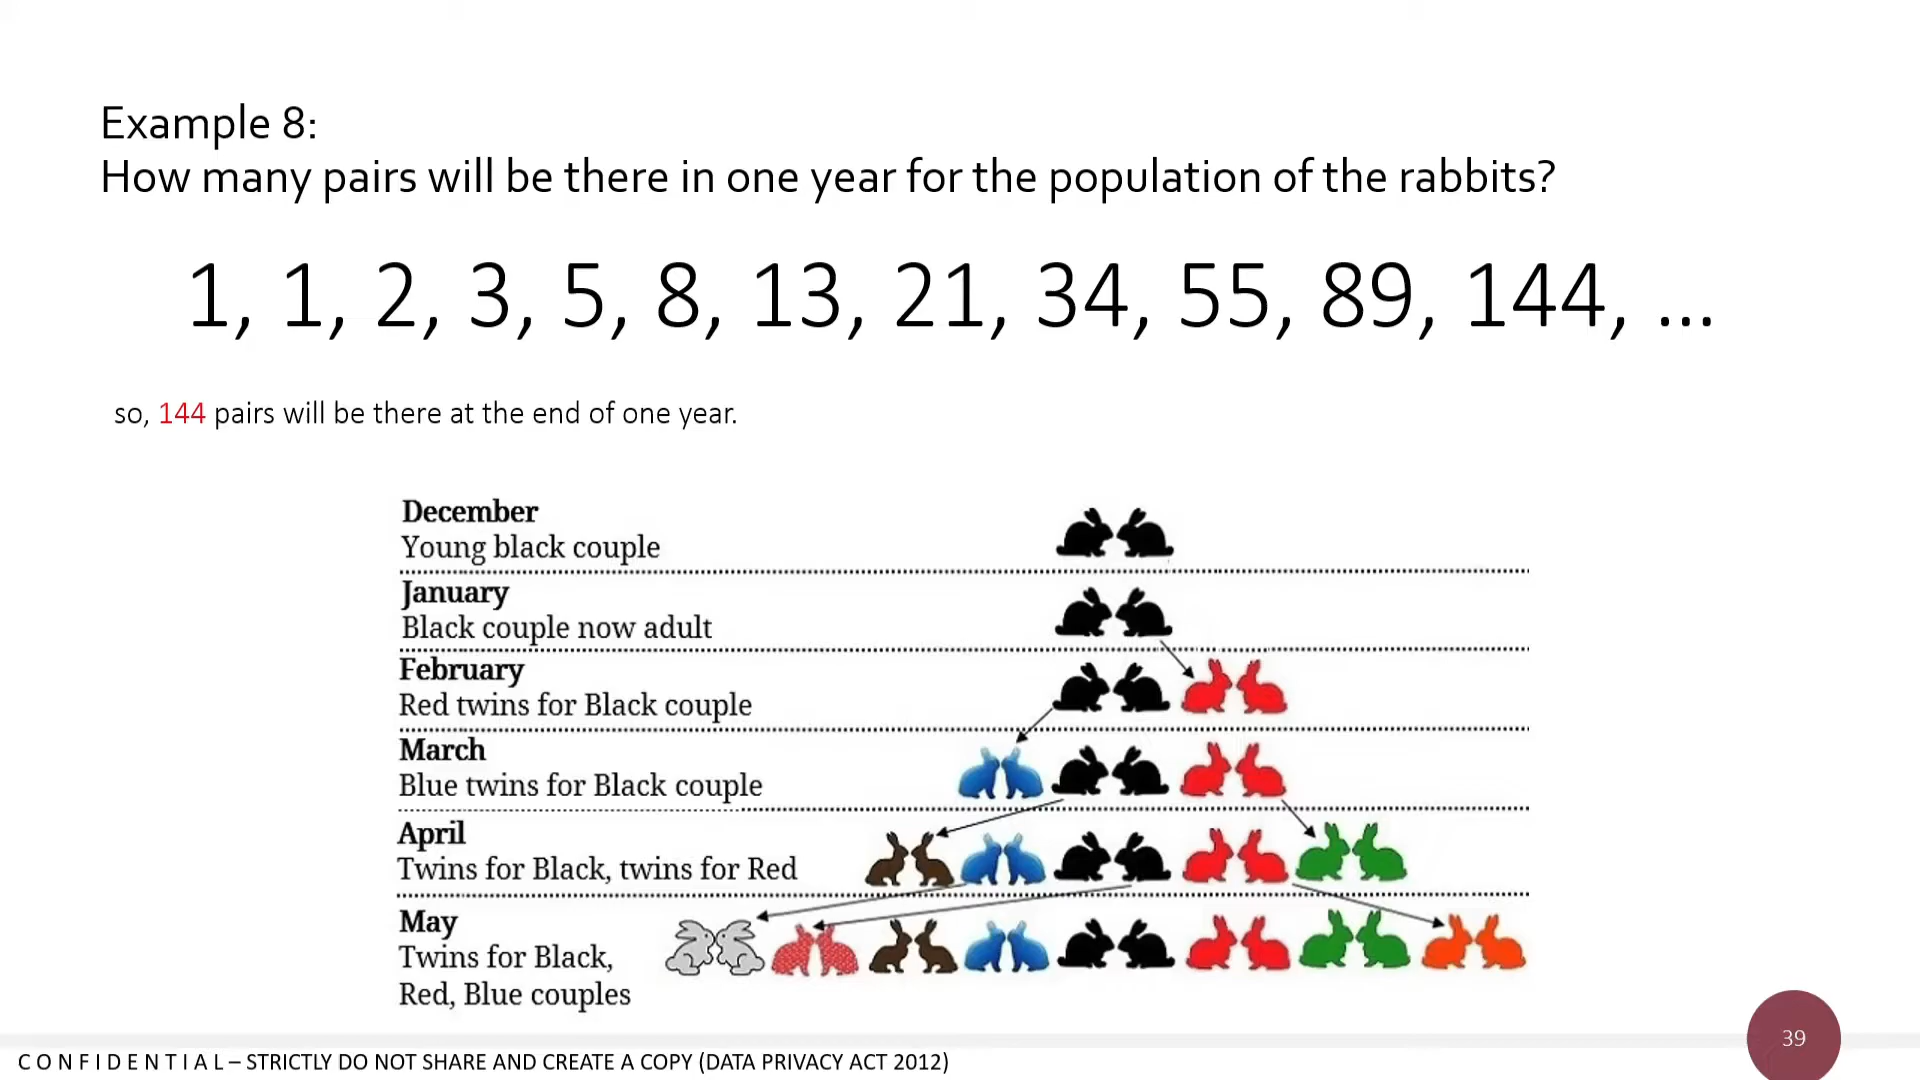 Example 8:
How many pairs will be there in one year for the population of the rabbits?
1, 1, 2, 3, 5, 8, 13, 21, 34, 55, 89, 144, ...
so, 144 pairs will be there at the end of one year.
December
Young black couple
January
Black couple now adult
February
Red twins for Black couple
March
Blue twins for Black couple
April
Twins for Black, twins for Red
May
Twins for Black,
Red, Blue couples
39
C O N F I D E N T I A L – STRICTLY DO NOT SHARE AND CREATE A COPY (DATA PRIVACY ACT 2012)